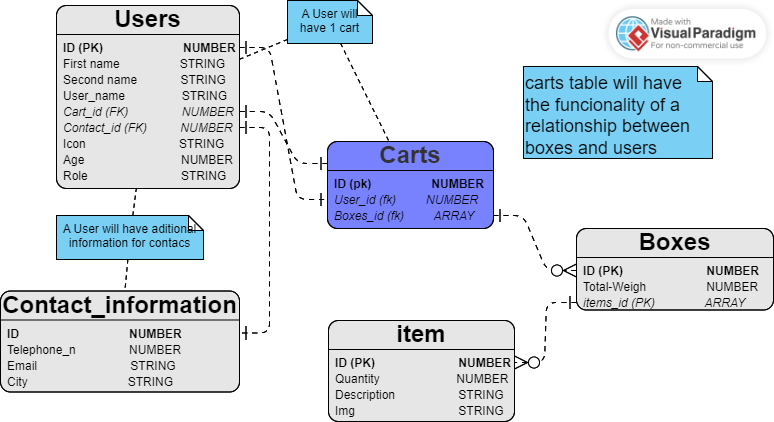 Users
ID (PK) NUMBER
First name STRING
Second name STRING
User_name STRING
Cart_id (FK) NUMBER
Contact_id (FK) NUMBER
Icon STRING
Age NUMBER
Role STRING
A User will
have 1 cart
Made with
Visual Paradigm
For non-commercial use
carts table will have
the funcionality of a
relationship between
boxes and users
Carts
ID (pk) NUMBER
User_id (fk) NUMBER
Boxes_id (fk) ARRAY
A User will have aditional
information for contacs
Boxes
ID (PK) NUMBER
Total-Weigh NUMBER
items_id (PK) ARRAY
Contact_information
ID NUMBER
Telephone_n NUMBER
Email STRING
City STRING
item
ID (PK) NUMBER
Quantity NUMBER
Description STRING
Img STRING